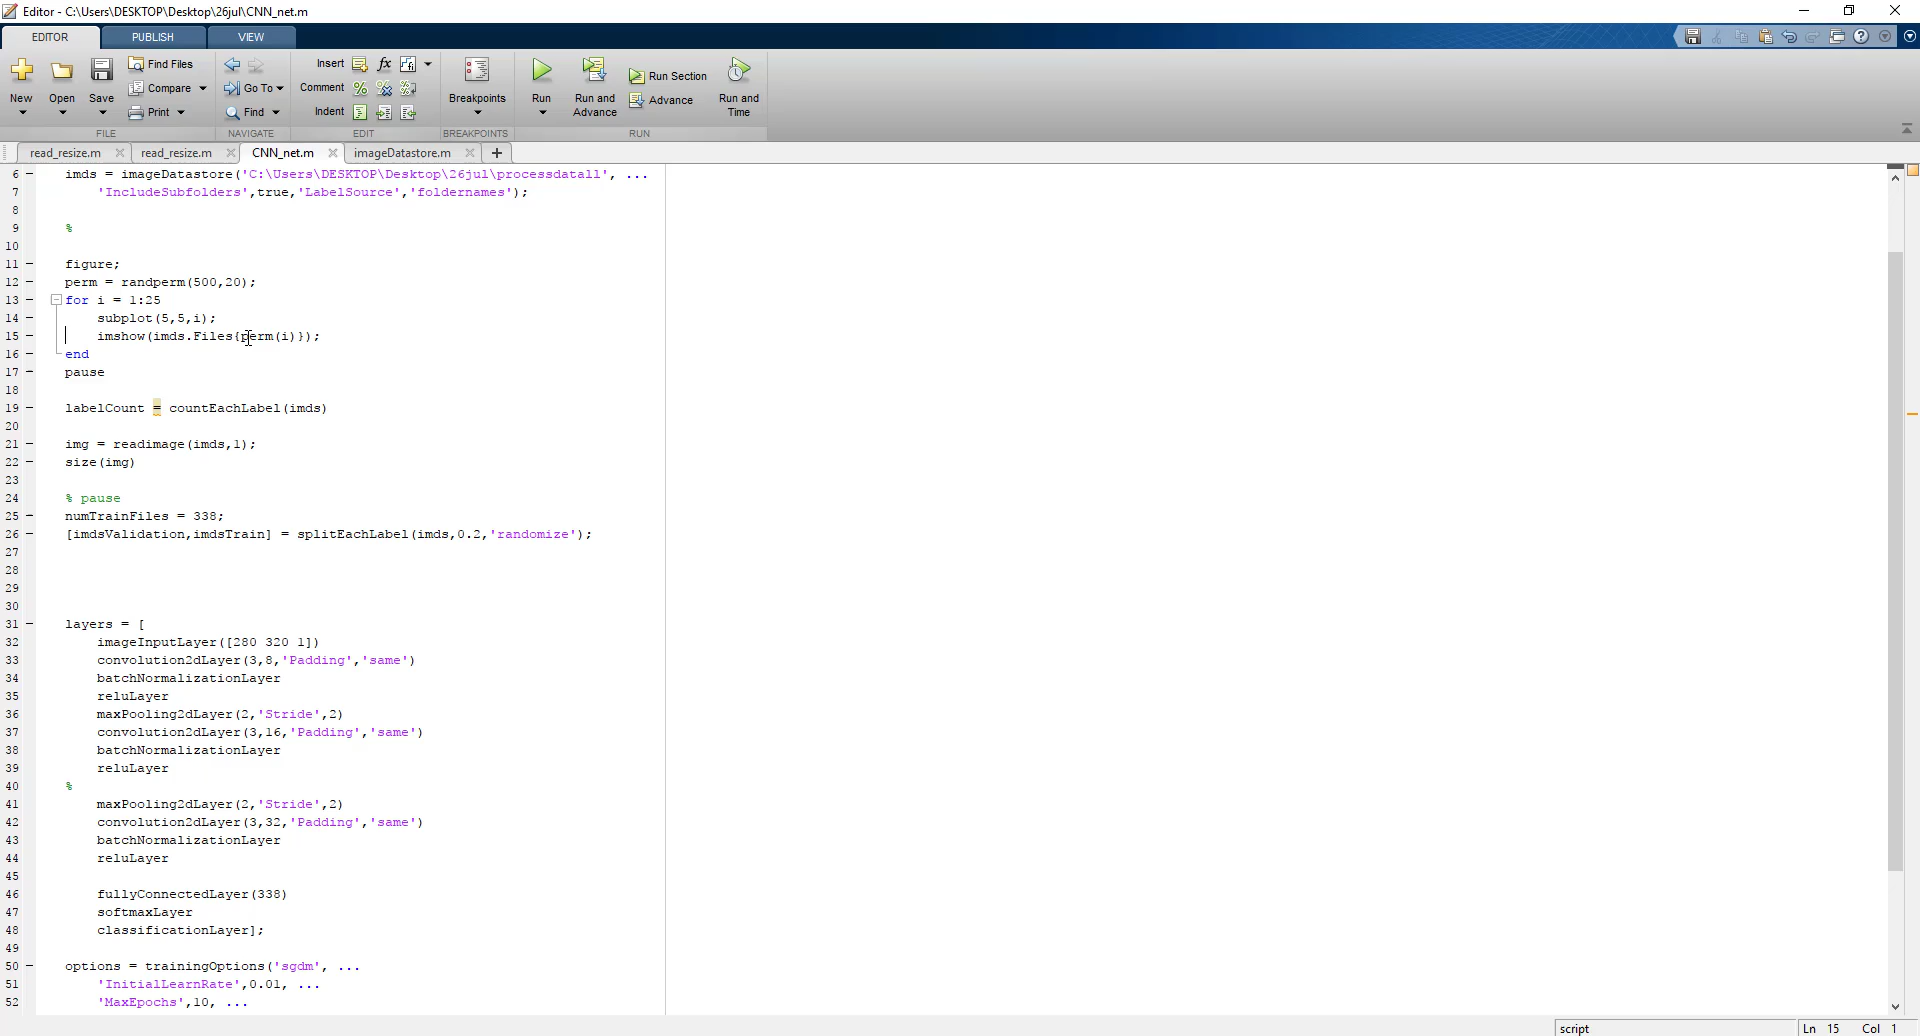 Editor - C:\Users\DESKTOP\Desktop\26jul\CNN_net.m
EDITOR PUBLISH VIEW
New Open Save Find Files Compare Print
Go To Find
Insert fx
Comment
Indent
Breakpoints
Run Run and Advance Run Section Advance Run and Time
FILE NAVIGATE EDIT BREAKPOINTS RUN
read_resize.m read_resize.m CNN_net.m imageDatastore.m
6 imds = imageDatastore('C:\Users\DESKTOP\Desktop\26jul\processdatall', ...
7 'IncludeSubfolders',true,'LabelSource','foldernames');
8
9 %
10
11 figure;
12 perm = randperm(500,20);
13 for i = 1:25
14 subplot(5,5,i);
15 imshow(imds.Files{perm(i)});
16 end
17 pause
18
19 labelCount = countEachLabel(imds)
20
21 img = readimage(imds,1);
22 size(img)
23
24 % pause
25 numTrainFiles = 338;
26 [imdsValidation,imdsTrain] = splitEachLabel(imds,0.2,'randomize');
27
28
29
30
31 layers = [
32 imageInputLayer([280 320 1])
33 convolution2dLayer(3,8,'Padding','same')
34 batchNormalizationLayer
35 reluLayer
36 maxPooling2dLayer(2,'Stride',2)
37 convolution2dLayer(3,16,'Padding','same')
38 batchNormalizationLayer
39 reluLayer
40 %
41 maxPooling2dLayer(2,'Stride',2)
42 convolution2dLayer(3,32,'Padding','same')
43 batchNormalizationLayer
44 reluLayer
45
46 fullyConnectedLayer(338)
47 softmaxLayer
48 classificationLayer];
49
50 options = trainingOptions('sgdm', ...
51 'InitialLearnRate',0.01, ...
52 'MaxEpochs',10, ...
script Ln 15 Col 1